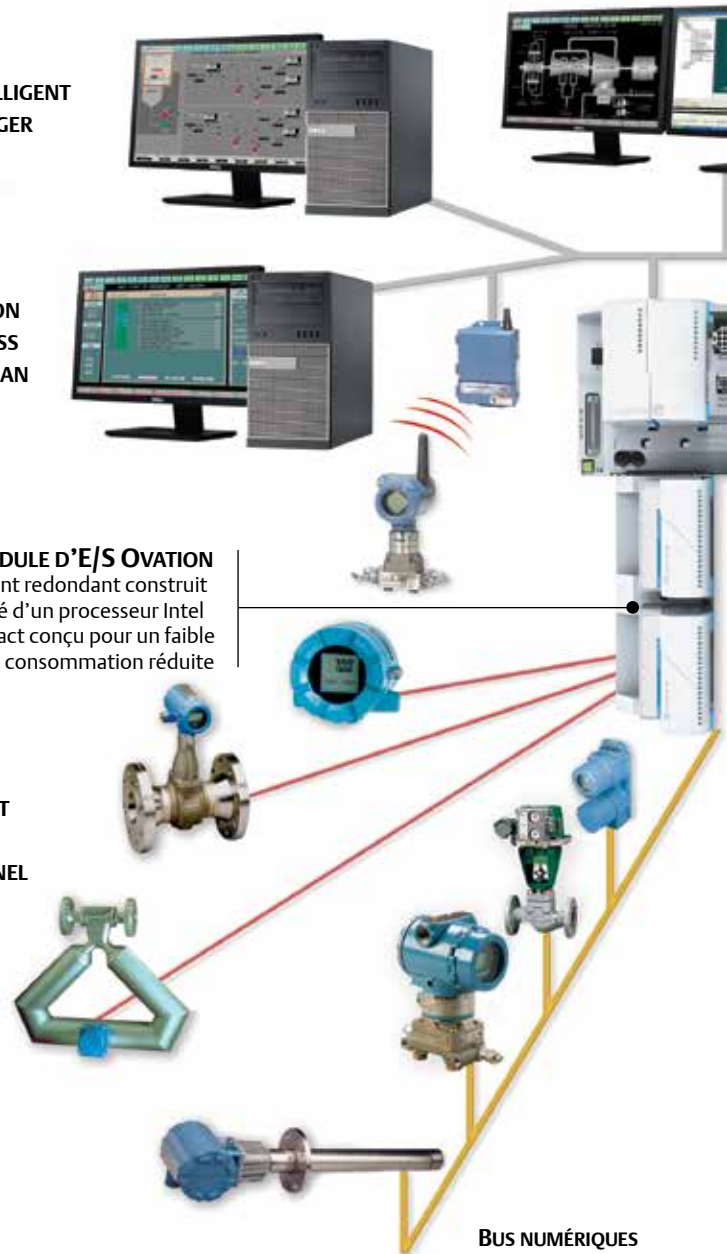 LLIGENT
GER
ON
SS
AN
DULE D'E/S OVATION
nt redondant construit
é d'un processeur Intel
act conçu pour un faible
consommation réduite
T
NEL
BUS NUMÉRIQUES